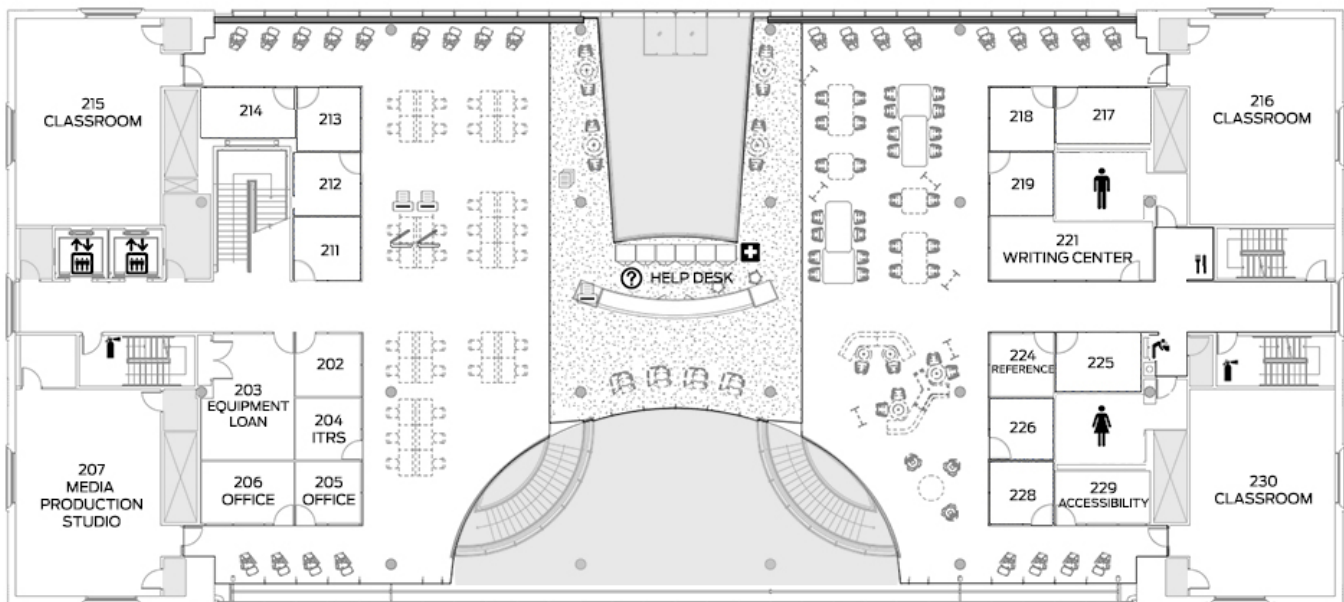 215
CLASSROOM
214
213
212
211
HELP DESK
218
217
219
221
WRITING CENTER
216
CLASSROOM
203
EQUIPMENT
LOAN
202
204
ITRS
206
OFFICE
205
OFFICE
207
MEDIA
PRODUCTION
STUDIO
224
REFERENCE
225
226
228
229
ACCESSIBILITY
230
CLASSROOM